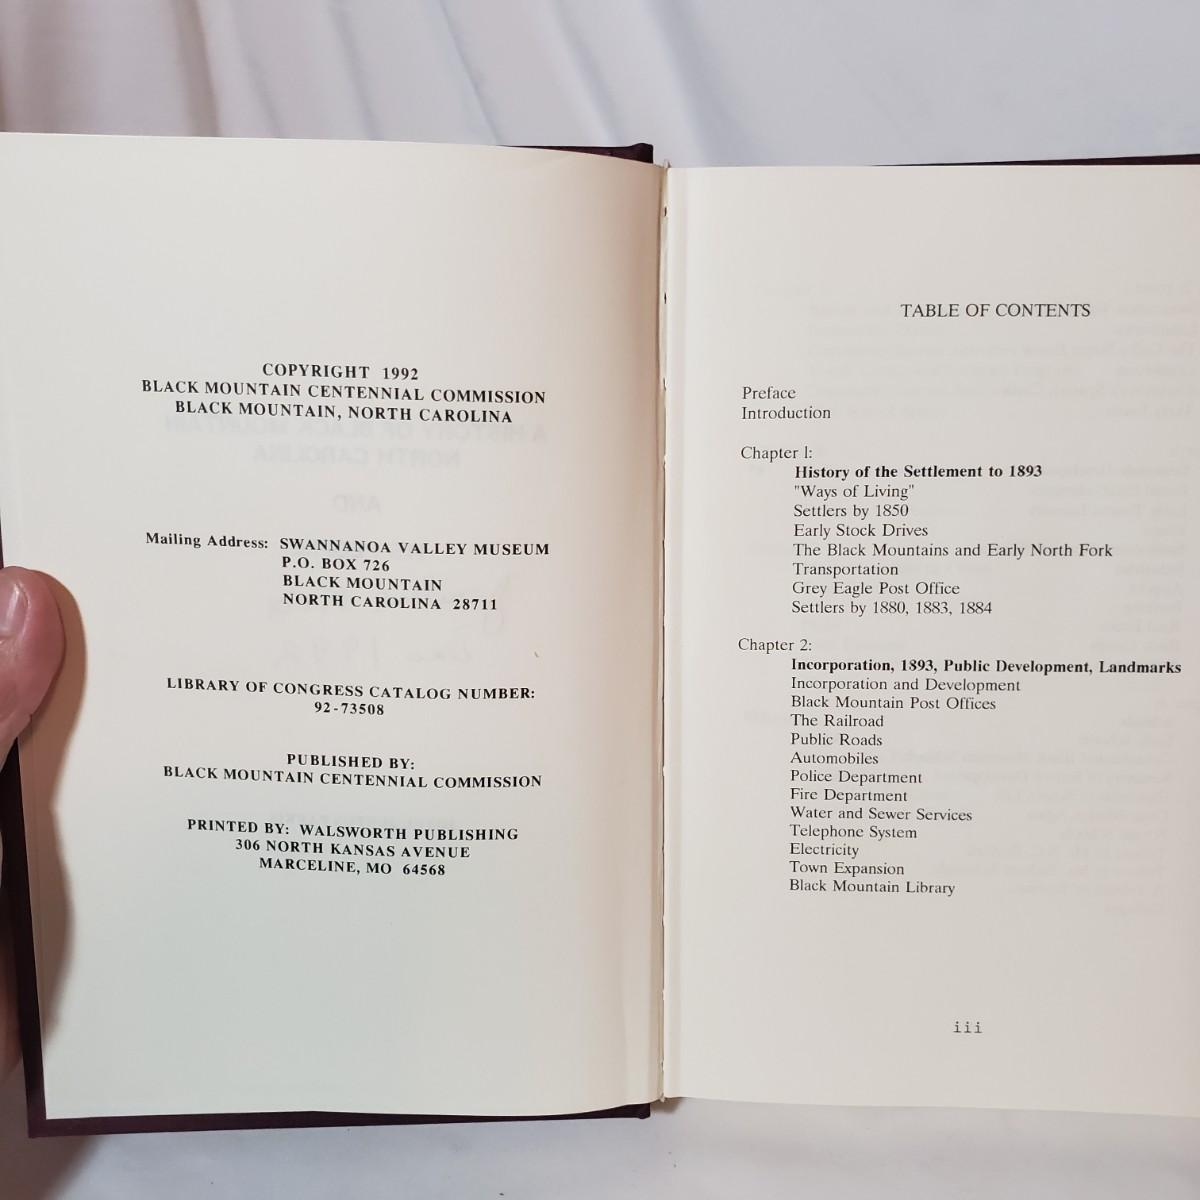 COPYRIGHT 1992
BLACK MOUNTAIN CENTENNIAL COMMISSION
BLACK MOUNTAIN, NORTH CAROLINA
Mailing Address: SWANNANOA VALLEY MUSEUM
P.O. BOX 726
BLACK MOUNTAIN
NORTH CAROLINA 28711
LIBRARY OF CONGRESS CATALOG NUMBER:
92-73508
PUBLISHED BY:
BLACK MOUNTAIN CENTENNIAL COMMISSION
PRINTED BY: WALSWORTH PUBLISHING
306 NORTH KANSAS AVENUE
MARCELINE, MO 64568
TABLE OF CONTENTS
Preface
Introduction
Chapter l:
History of the Settlement to 1893
"Ways of Living"
Settlers by 1850
Early Stock Drives
The Black Mountains and Early North Fork
Transportation
Grey Eagle Post Office
Settlers by 1880, 1883, 1884
Chapter 2:
Incorporation, 1893, Public Development, Landmarks
Incorporation and Development
Black Mountain Post Offices
The Railroad
Public Roads
Automobiles
Police Department
Fire Department
Water and Sewer Services
Telephone System
Electricity
Town Expansion
Black Mountain Library
iii